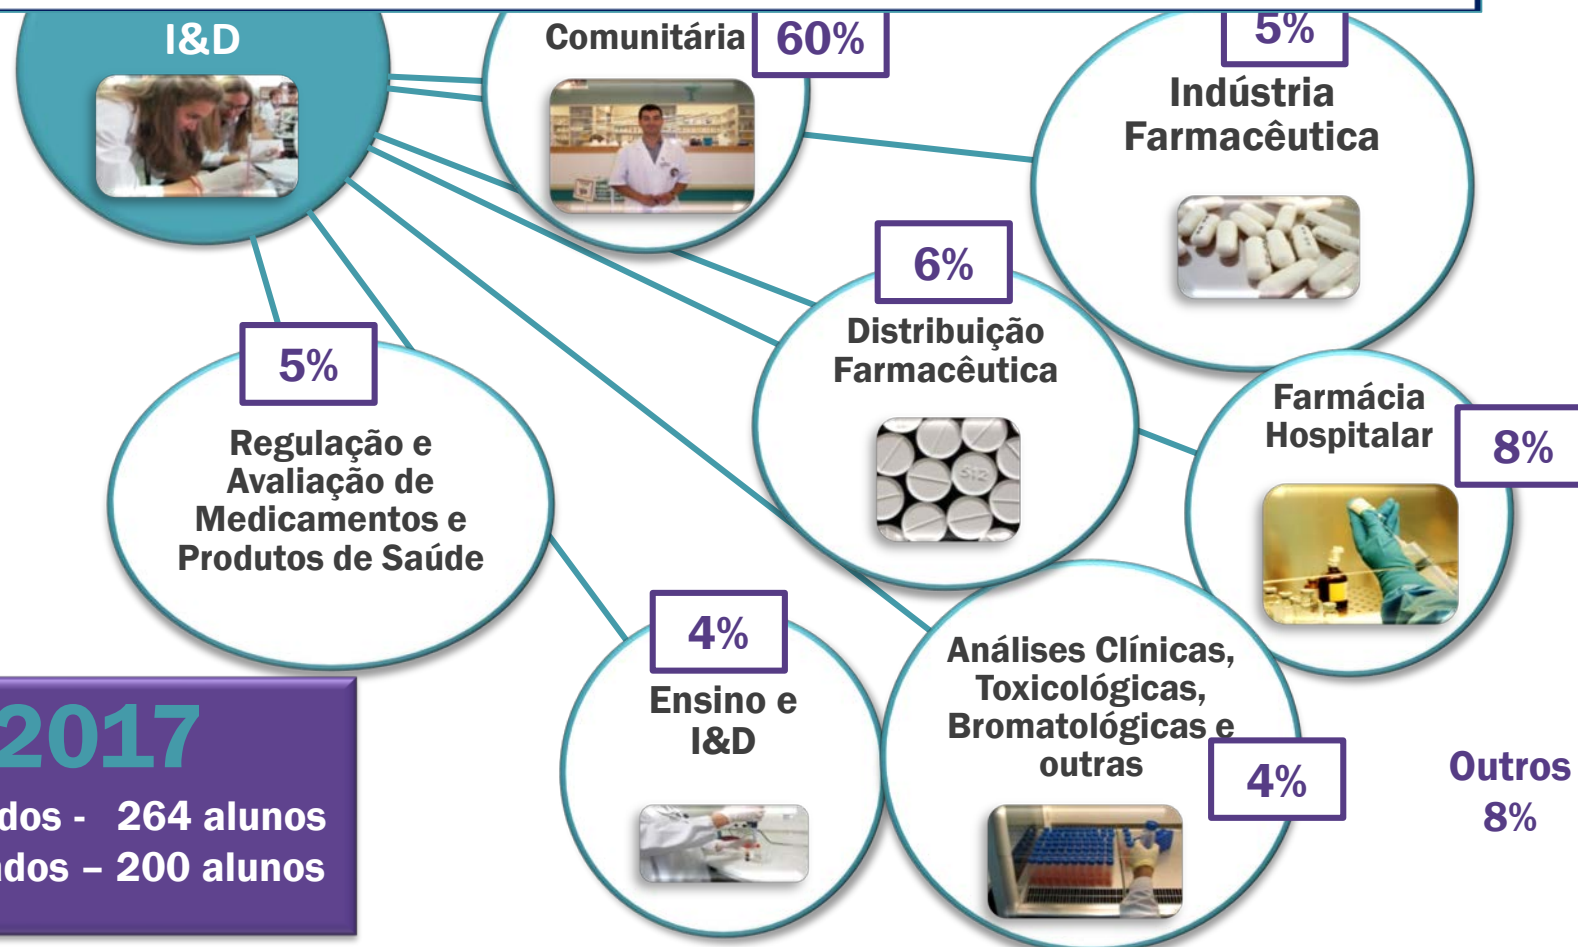 I&D
Comunitária
60%
5%
Indústria
Farmacêutica
6%
Distribuição
Farmacêutica
5%
Regulação e
Avaliação de
Medicamentos e
Produtos de Saúde
Farmácia
Hospitalar
8%
4%
Ensino e
I&D
Análises Clínicas,
Toxicológicas,
Bromatológicas e
outras
4%
Outros
8%
2017
dos - 264 alunos
dos – 200 alunos